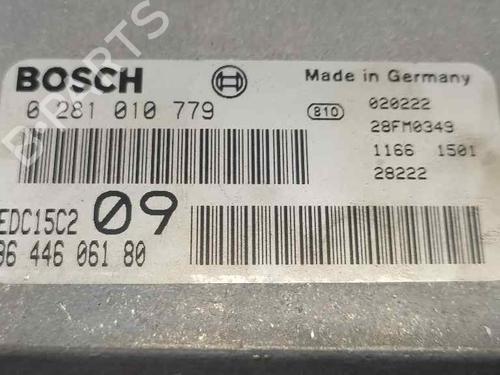 BOSCH
Made in Germany
0 281 010 779
810
020222
28FM0349
1166 1501
28222
EDC15C2 09
96 446 061 80